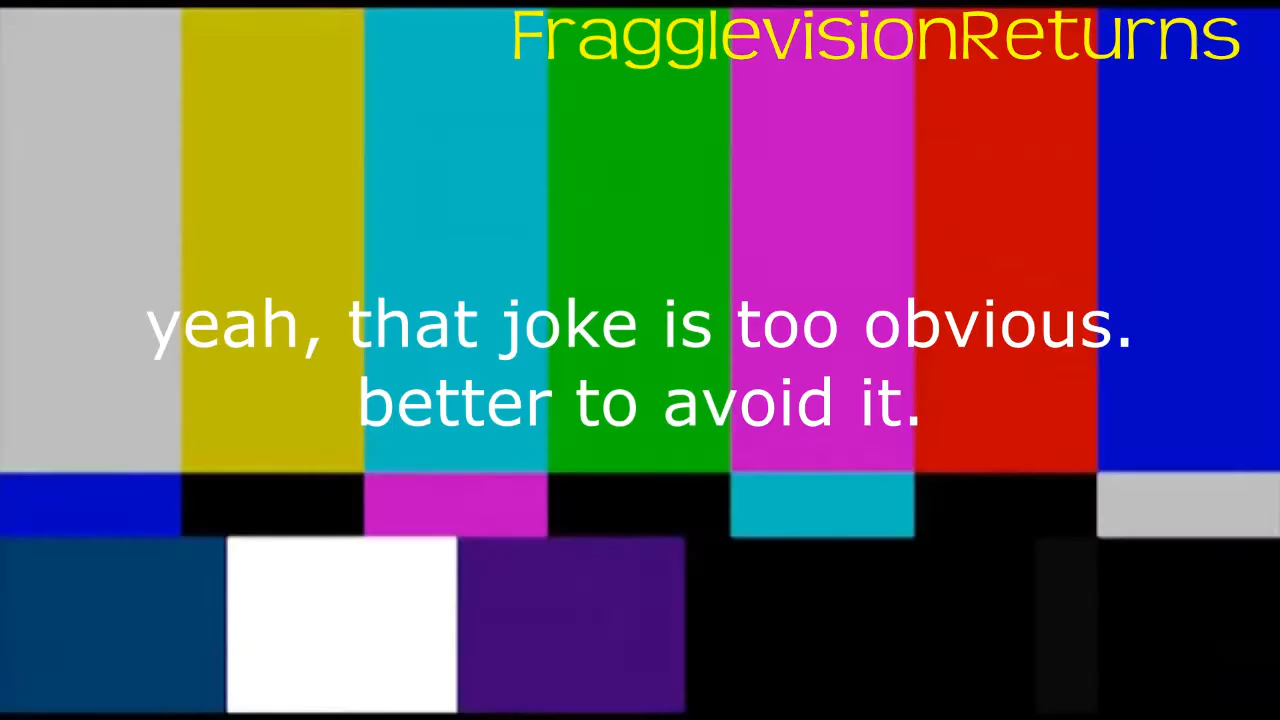 FragglevisionReturns
yeah, that joke is too obvious.
better to avoid it.